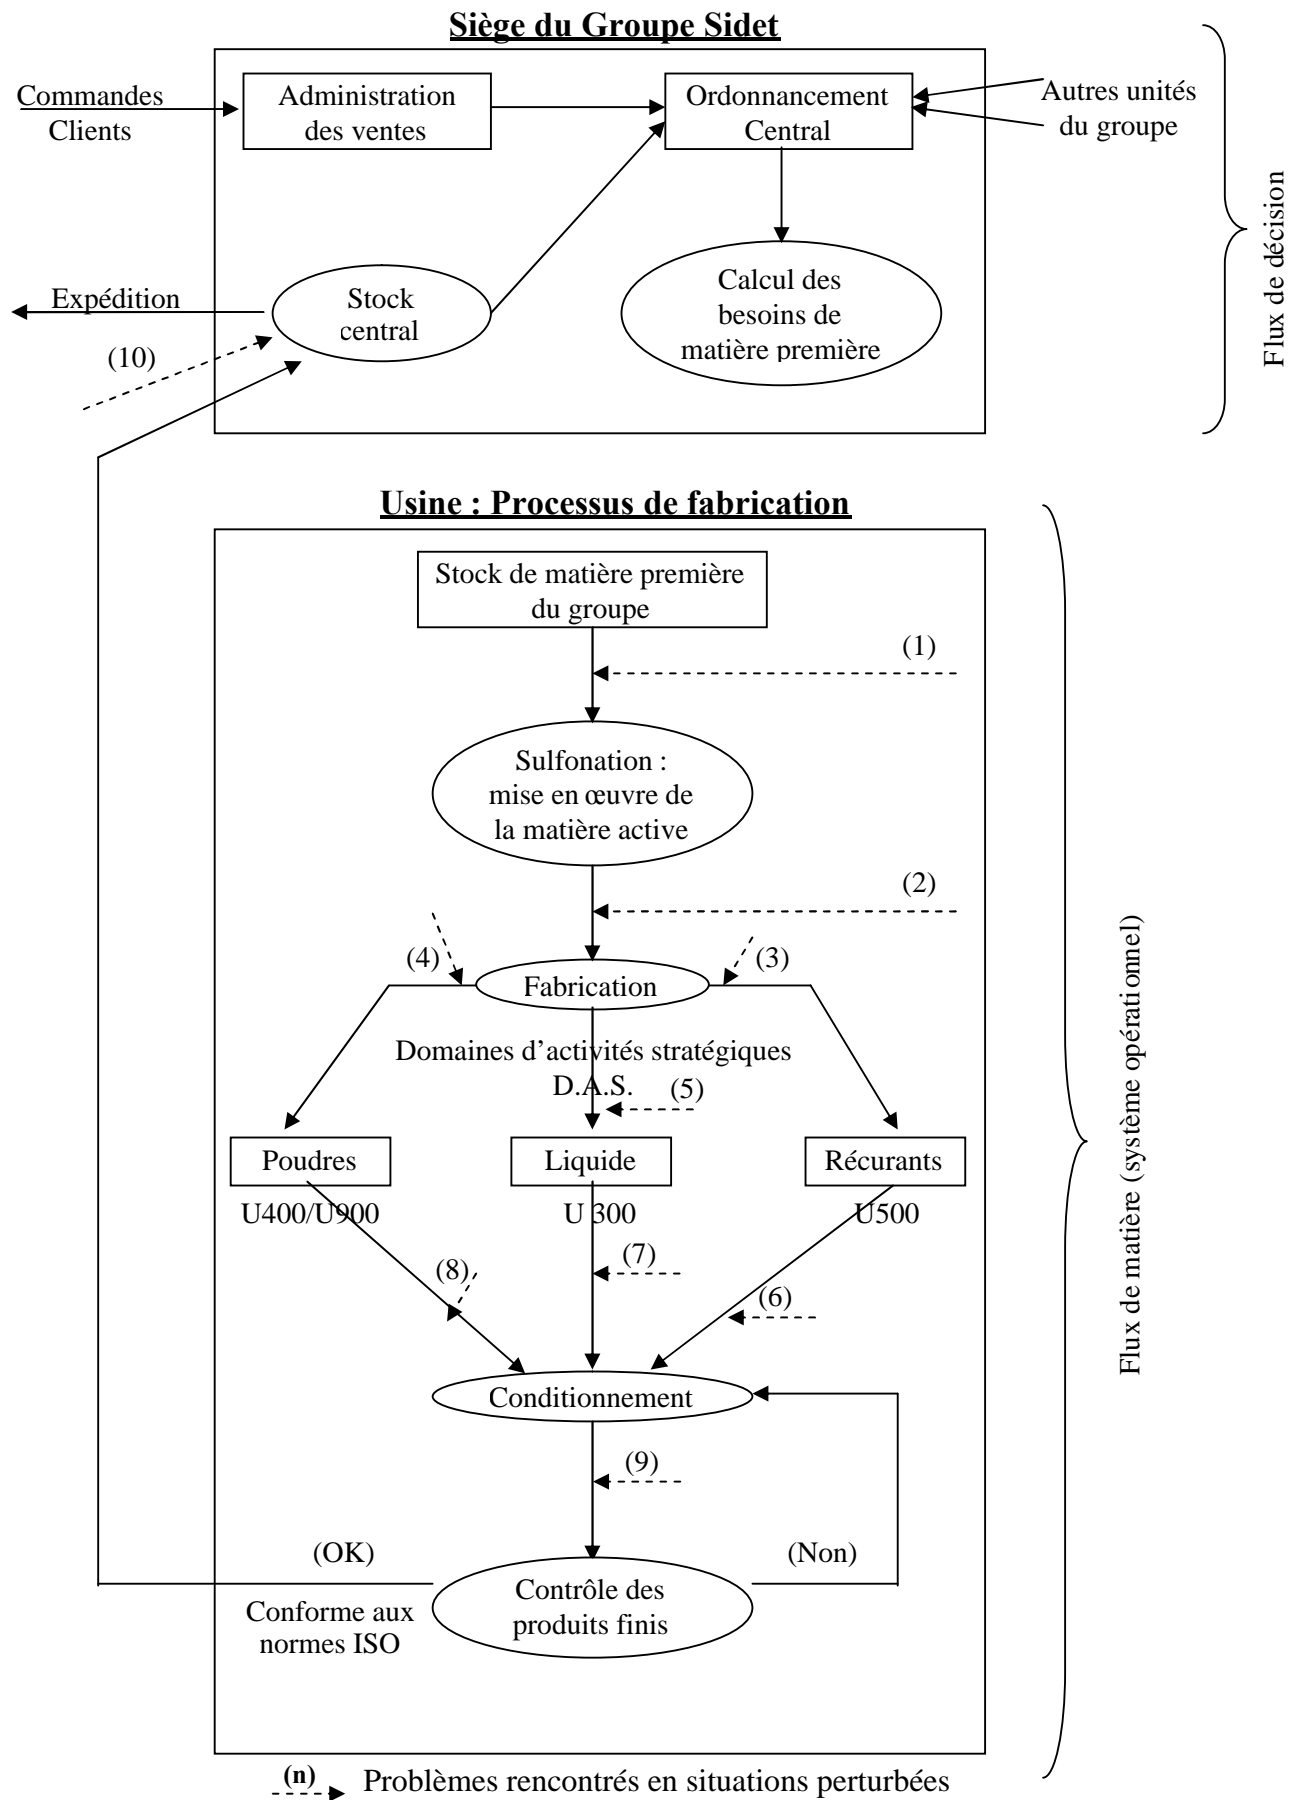 Siège du Groupe Sidet
Commandes
Clients
Administration
des ventes
Ordonnancement
Central
Autres unités
du groupe
Expédition
(10)
Stock
central
Calcul des
besoins de
matière première
Flux de décision
Usine : Processus de fabrication
Stock de matière première
du groupe
(1)
Sulfonation :
mise en œuvre de
la matière active
(2)
(4)
(3)
Fabrication
Domaines d’activités stratégiques
D.A.S.
(5)
Poudres
Liquide
Récurants
U400/U900
U 300
U500
(8)
(7)
(6)
Conditionnement
(9)
(OK)
(Non)
Conforme aux
normes ISO
Contrôle des
produits finis
Flux de matière (système opérationnel)
(n)
Problèmes rencontrés en situations perturbées